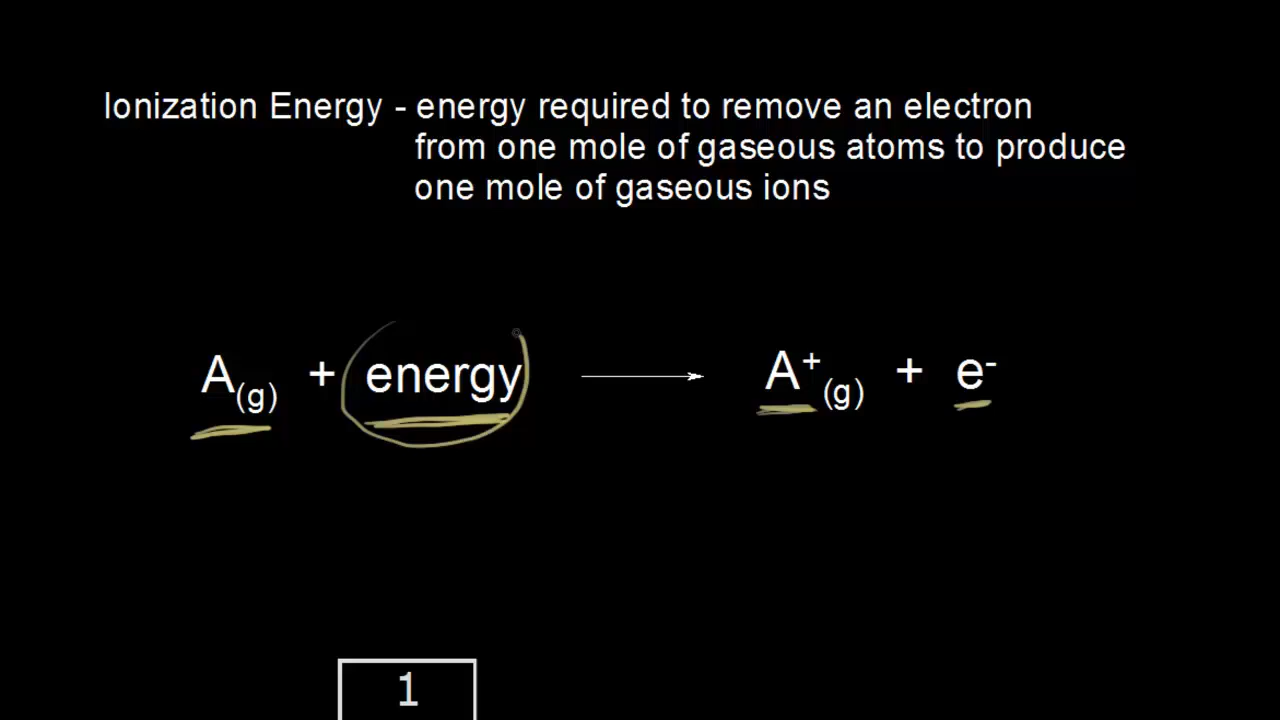 Ionization Energy - energy required to remove an electron
from one mole of gaseous atoms to produce
one mole of gaseous ions
A(g) + energy ⟶ A⁺(g) + e⁻
1